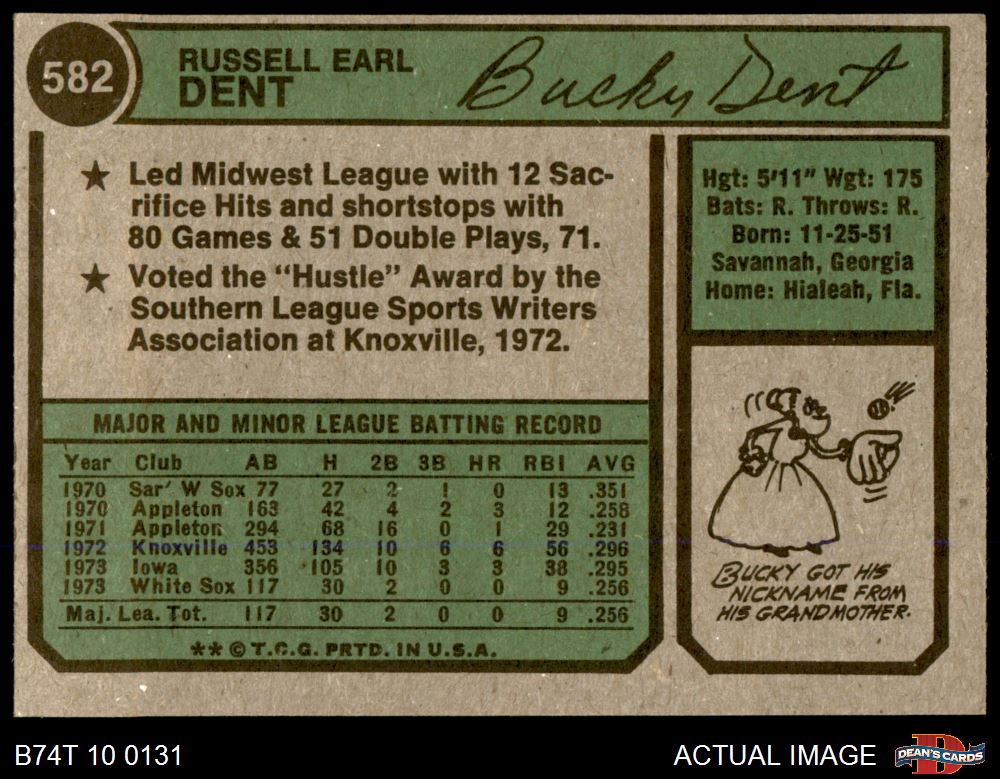 582
RUSSELL EARL
DENT
Bucky Dent
★ Led Midwest League with 12 Sac-
rifice Hits and shortstops with
80 Games & 51 Double Plays, 71.
★ Voted the “Hustle” Award by the
Southern League Sports Writers
Association at Knoxville, 1972.
Hgt: 5'11" Wgt: 175
Bats: R. Throws: R.
Born: 11-25-51
Savannah, Georgia
Home: Hialeah, Fla.
MAJOR AND MINOR LEAGUE BATTING RECORD
Year Club AB H 2B 3B HR RBI AVG
1970 Sar' W Sox 77 27 2 1 0 13 .351
1970 Appleton 163 42 4 2 3 12 .258
1971 Appleton 294 68 16 0 1 29 .231
1972 Knoxville 453 134 10 6 6 56 .296
1973 Iowa 356 105 10 3 3 38 .295
1973 White Sox 117 30 2 0 0 9 .256
Maj. Lea. Tot. 117 30 2 0 0 9 .256
** © T.C.G. PRTD. IN U.S.A.
BUCKY GOT HIS
NICKNAME FROM
HIS GRANDMOTHER.
B74T 10 0131
ACTUAL IMAGE
DEAN'S CARDS